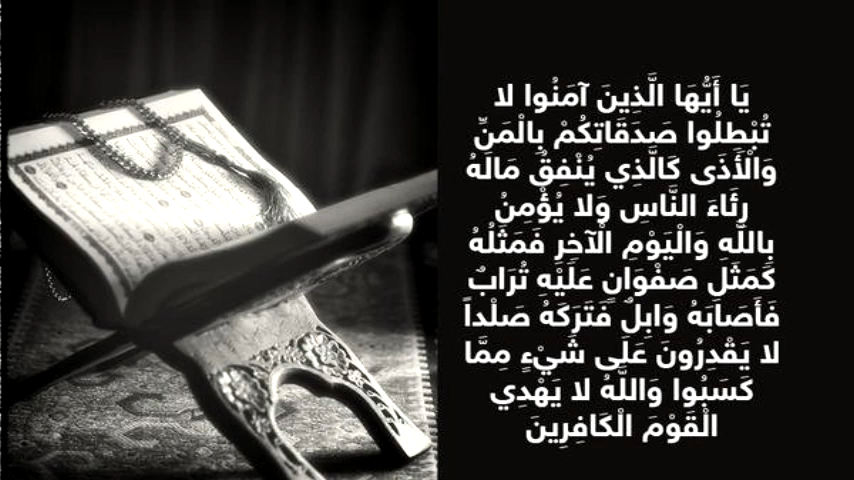 يَا أَيُّهَا الَّذِينَ آمَنُوا لا
تُبْطِلُوا صَدَقَاتِكُمْ بِالْمَنِّ
وَالْأَذَى كَالَّذِي يُنْفِقُ مَالَهُ
رِئَاءَ النَّاسِ وَلا يُؤْمِنُ
بِاللَّهِ وَالْيَوْمِ الْآخِرِ فَمَثَلُهُ
كَمَثَلِ صَفْوَانٍ عَلَيْهِ تُرَابٌ
فَأَصَابَهُ وَابِلٌ فَتَرَكَهُ صَلْداً
لا يَقْدِرُونَ عَلَى شَيْءٍ مِمَّا
كَسَبُوا وَاللَّهُ لا يَهْدِي
الْقَوْمَ الْكَافِرِينَ